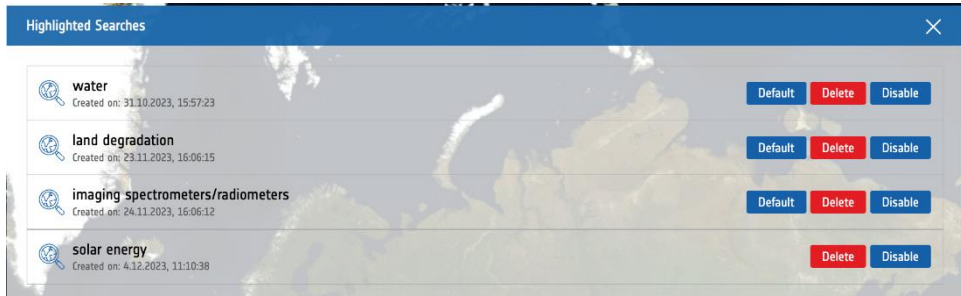 Highlighted Searches
water
Created on: 31.10.2023, 15:57:23
Default Delete Disable
land degradation
Created on: 23.11.2023, 16:06:15
Default Delete Disable
imaging spectrometers/radiometers
Created on: 24.11.2023, 16:06:12
Default Delete Disable
solar energy
Created on: 4.12.2023, 11:10:38
Delete Disable